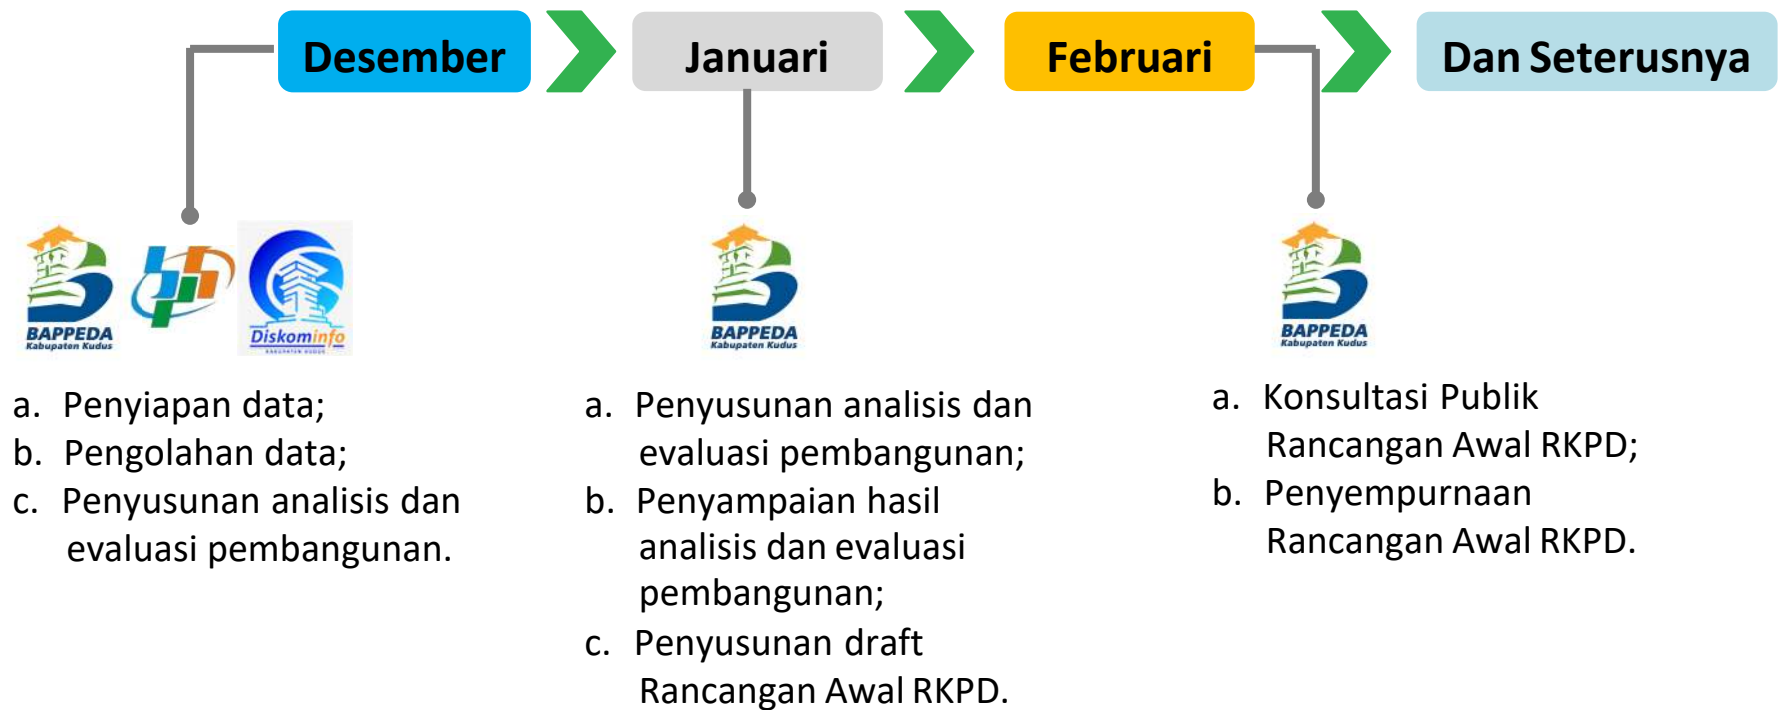 Desember
Januari
Februari
Dan Seterusnya
BAPPEDA
Kabupaten Kudus
Diskominfo
KABUPATEN KUDUS
BAPPEDA
Kabupaten Kudus
BAPPEDA
Kabupaten Kudus
a. Penyiapan data;
b. Pengolahan data;
c. Penyusunan analisis dan
evaluasi pembangunan.
a. Penyusunan analisis dan
evaluasi pembangunan;
b. Penyampaian hasil
analisis dan evaluasi
pembangunan;
c. Penyusunan draft
Rancangan Awal RKPD.
a. Konsultasi Publik
Rancangan Awal RKPD;
b. Penyempurnaan
Rancangan Awal RKPD.